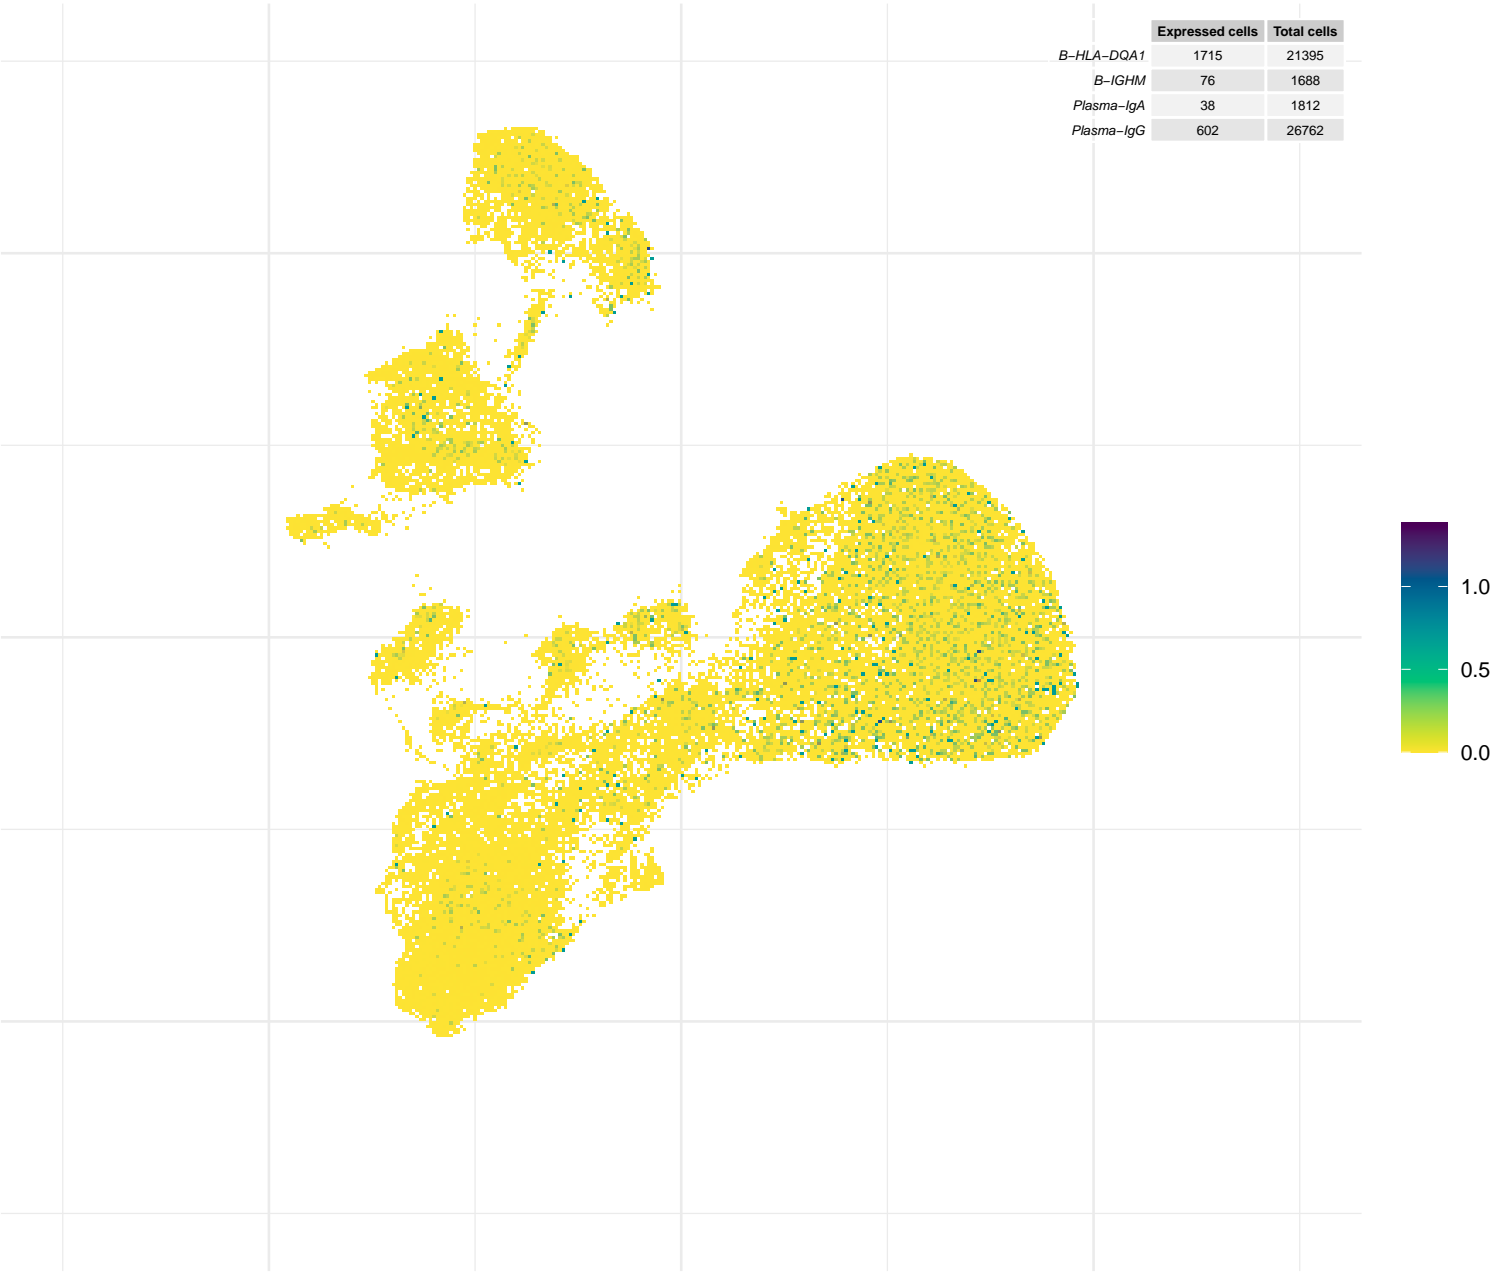 Expressed cells Total cells
B−HLA−DQA1 1715 21395
B−IGHM 76 1688
Plasma−IgA 38 1812
Plasma−IgG 602 26762
1.0
0.5
0.0